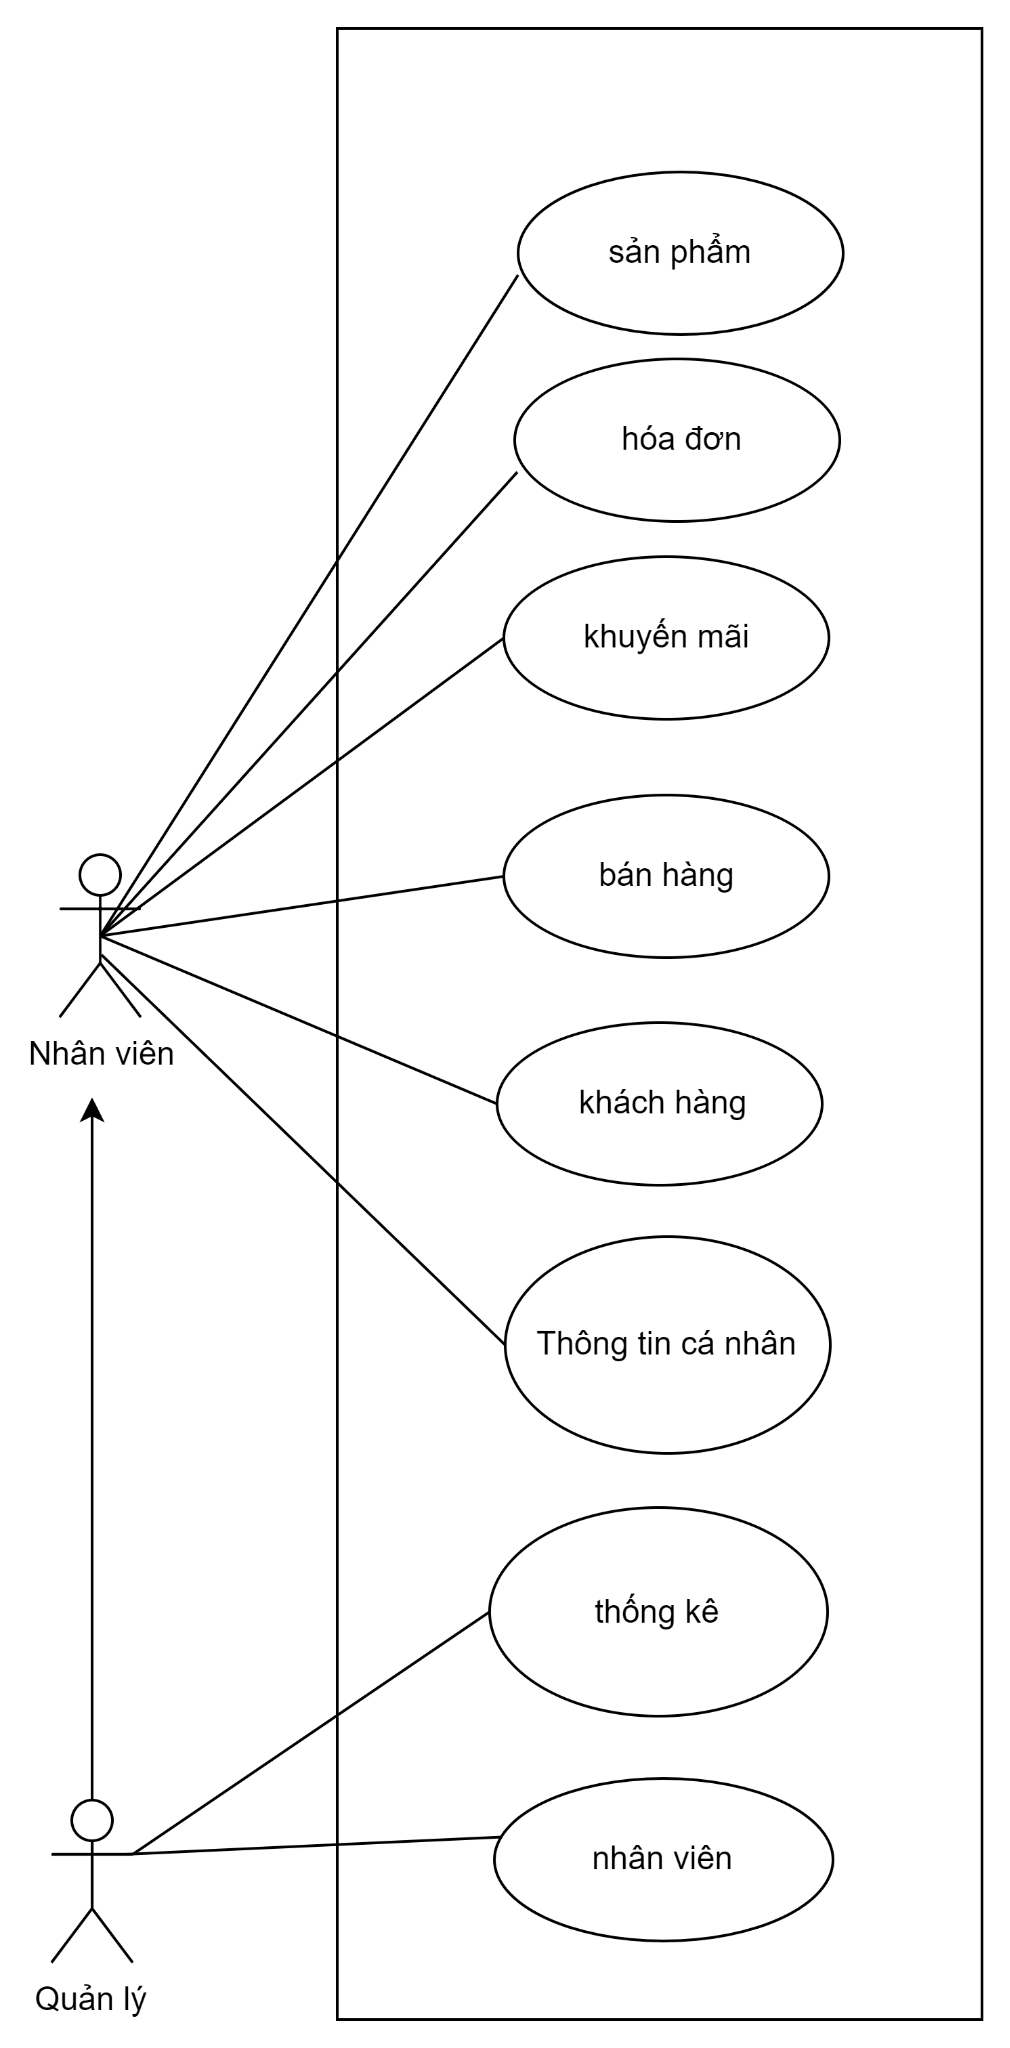 sản phẩm
hóa đơn
khuyến mãi
bán hàng
Nhân viên
khách hàng
Thông tin cá nhân
thống kê
nhân viên
Quản lý